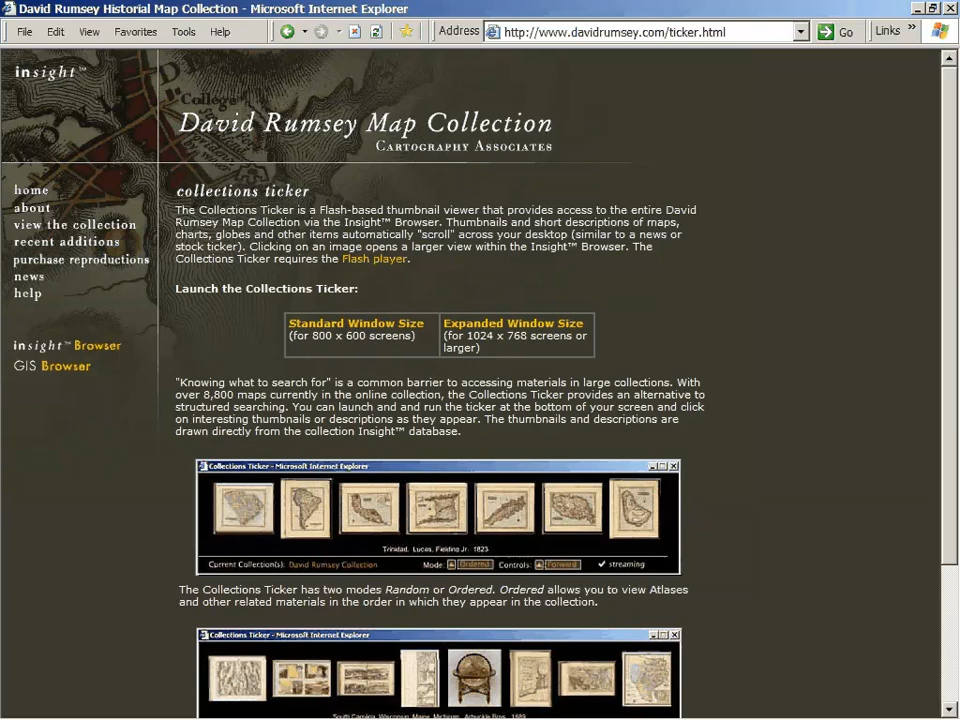 David Rumsey Historial Map Collection - Microsoft Internet Explorer
File Edit View Favorites Tools Help
Address http://www.davidrumsey.com/ticker.html Go Links »
insight™
College
David Rumsey Map Collection
Cartography Associates
home
about
view the collection
recent additions
purchase reproductions
news
help
insight™ Browser
GIS Browser
collections ticker
The Collections Ticker is a Flash-based thumbnail viewer that provides access to the entire David
Rumsey Map Collection via the Insight™ Browser. Thumbnails and short descriptions of maps,
charts, globes and other items automatically "scroll" across your desktop (similar to a news or
stock ticker). Clicking on an image opens a larger view within the Insight™ Browser. The
Collections Ticker requires the Flash player.
Launch the Collections Ticker:
Standard Window Size
(for 800 x 600 screens)
Expanded Window Size
(for 1024 x 768 screens or
larger)
"Knowing what to search for" is a common barrier to accessing materials in large collections. With
over 8,800 maps currently in the online collection, the Collections Ticker provides an alternative to
structured searching. You can launch and and run the ticker at the bottom of your screen and click
on interesting thumbnails or descriptions as they appear. The thumbnails and descriptions are
drawn directly from the collection Insight™ database.
Collections Ticker - Microsoft Internet Explorer
Trinidad. Lucas, Fielding Jr. 1823
Current Collection(s): David Rumsey Collection Mode: Ordered Controls: Forward ✓ streaming
The Collections Ticker has two modes Random or Ordered. Ordered allows you to view Atlases
and other related materials in the order in which they appear in the collection.
Collections Ticker - Microsoft Internet Explorer
South Carolina, Wisconsin, Maine, Michigan. Arbuckle Bros. 1889